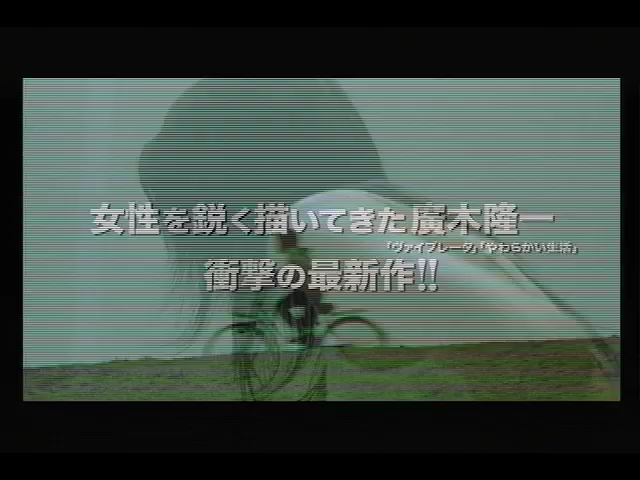 女性を鋭く描いてきた廣木隆一
「ヴァイブレータ」「やわらかい生活」
衝撃の最新作!!